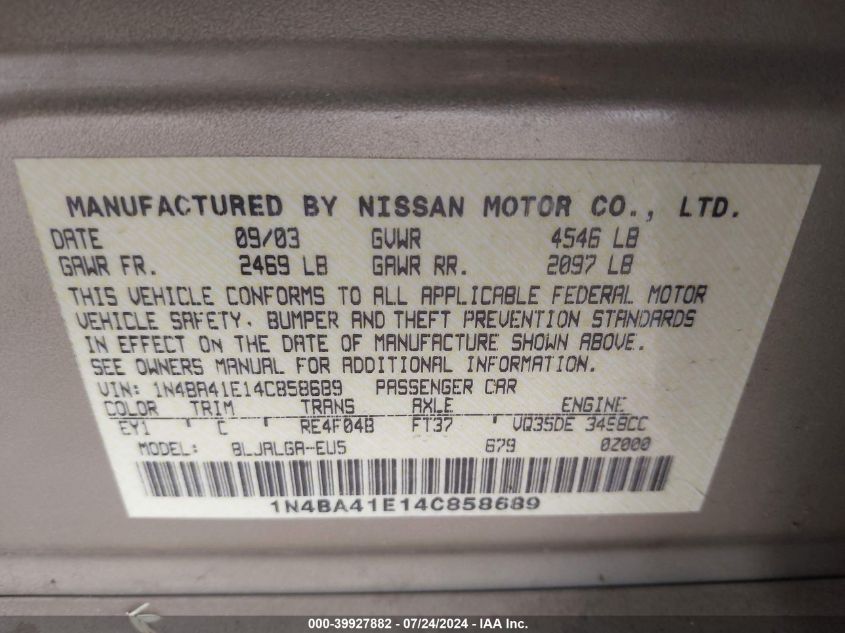 MANUFACTURED BY NISSAN MOTOR CO., LTD.
DATE 09/03 GVWR 4546 LB
GAWR FR. 2469 LB GAWR RR. 2097 LB
THIS VEHICLE CONFORMS TO ALL APPLICABLE FEDERAL MOTOR
VEHICLE SAFETY, BUMPER AND THEFT PREVENTION STANDARDS
IN EFFECT ON THE DATE OF MANUFACTURE SHOWN ABOVE.
SEE OWNERS MANUAL FOR ADDITIONAL INFORMATION.
VIN: 1N4BA41E14C858689 PASSENGER CAR
COLOR TRIM TRANS AXLE ENGINE
EY1 C RE4F04B FT37 VQ35DE 3498CC
MODEL: BLJALGA-EU5 679 02000
1N4BA41E14C858689
000-39927882 / 07/24/2024 - IAA Inc.